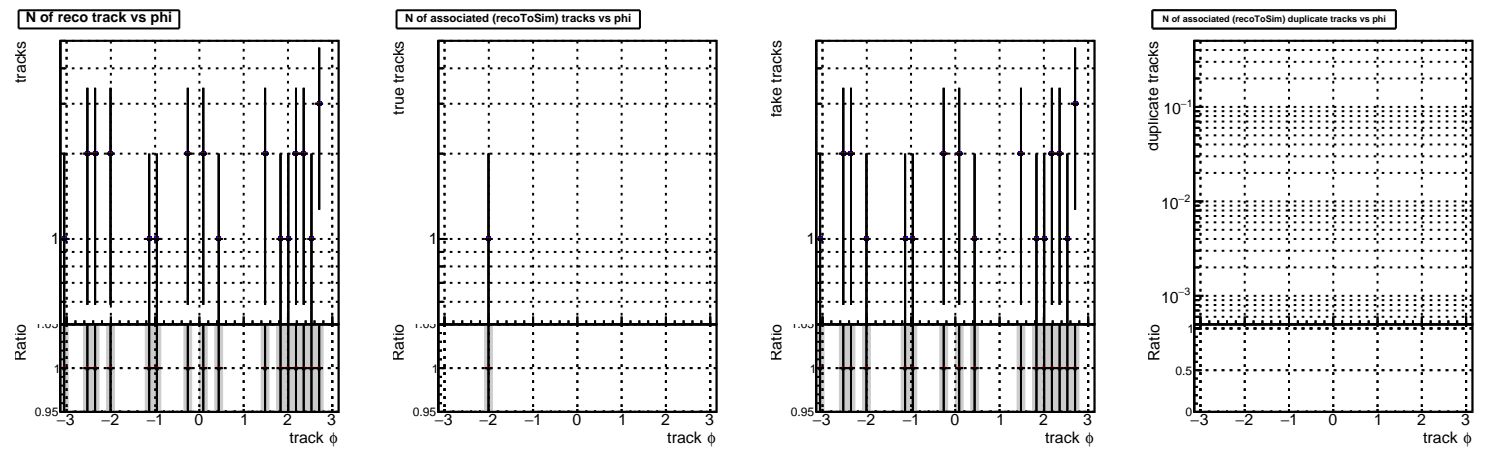 N of reco track vs phi
tracks
1
Ratio
1.05
1
0.95
−3 −2 −1 0 1 2 3
track ϕ
N of associated (recoToSim) tracks vs phi
true tracks
1
Ratio
1.05
1
0.95
−3 −2 −1 0 1 2 3
track ϕ
fake tracks
1
Ratio
1.05
1
0.95
−3 −2 −1 0 1 2 3
track ϕ
N of associated (recoToSim) duplicate tracks vs phi
duplicate tracks
10⁻¹
10⁻²
10⁻³
Ratio
1
0.5
0
−3 −2 −1 0 1 2 3
track ϕ